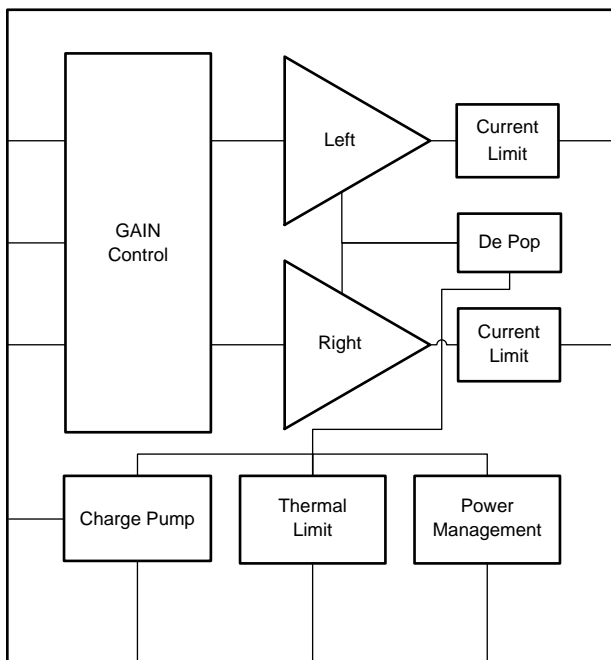 GAIN
Control
Left
Current
Limit
De Pop
Right
Current
Limit
Charge Pump
Thermal
Limit
Power
Management